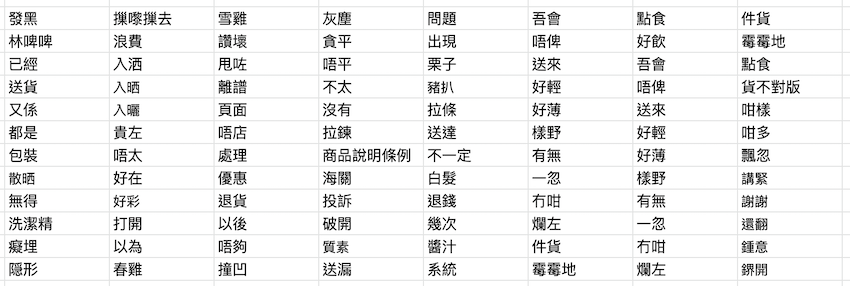 發黑 攆嚟攆去 雪雞 灰塵 問題 吾會 點食 件貨
林啤啤 浪費 讚壞 貪平 出現 唔俾 好飲 霉霉地
已經 入洒 甩咗 唔平 栗子 送來 吾會 點食
送貨 入晒 離譜 不太 豬扒 好輕 唔俾 貨不對版
又係 入曬 頁面 沒有 拉條 好薄 送來 咁樣
都是 貴左 唔店 拉鍊 送達 樣野 好輕 咁多
包裝 唔太 處理 商品說明條例 不一定 有無 好薄 飄忽
散晒 好在 優惠 海關 白髮 一忽 樣野 講緊
無得 好彩 退貨 投訴 退錢 冇咁 有無 謝謝
洗潔精 打開 以後 破開 幾次 爛左 一忽 還翻
癡埋 以為 唔夠 質素 醬汁 件貨 冇咁 鍾意
隱形 春雞 撞凹 送漏 系統 霉霉地 爛左 鎅開